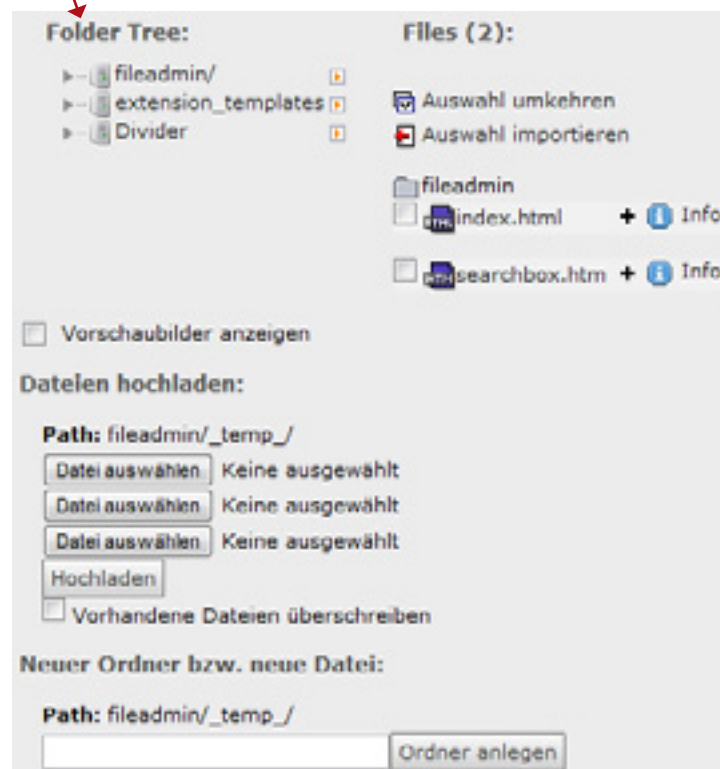 Folder Tree:
fileadmin/
extension_templates
Divider
Files (2):
Auswahl umkehren
Auswahl importieren
fileadmin
index.html + Info
searchbox.htm + Info
Vorschaubilder anzeigen
Dateien hochladen:
Path: fileadmin/_temp_/
Datei auswählen Keine ausgewählt
Datei auswählen Keine ausgewählt
Datei auswählen Keine ausgewählt
Hochladen
Vorhandene Dateien überschreiben
Neuer Ordner bzw. neue Datei:
Path: fileadmin/_temp_/
Ordner anlegen